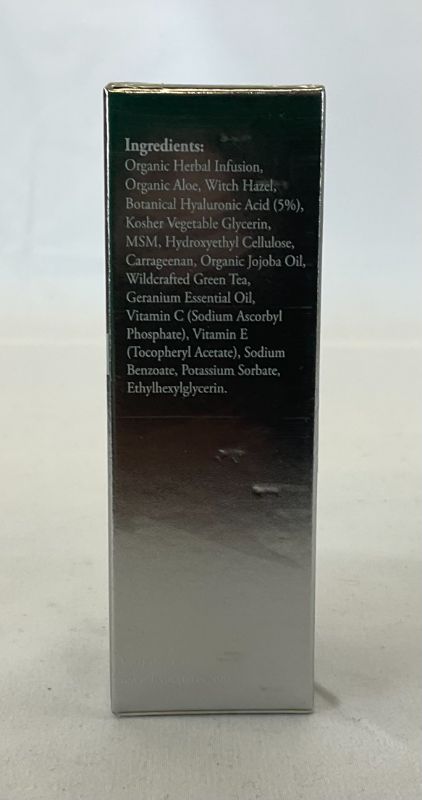 Ingredients:
Organic Herbal Infusion,
Organic Aloe, Witch Hazel,
Botanical Hyaluronic Acid (5%),
Kosher Vegetable Glycerin,
MSM, Hydroxyethyl Cellulose,
Carrageenan, Organic Jojoba Oil,
Wildcrafted Green Tea,
Geranium Essential Oil,
Vitamin C (Sodium Ascorbyl
Phosphate), Vitamin E
(Tocopheryl Acetate), Sodium
Benzoate, Potassium Sorbate,
Ethylhexylglycerin.